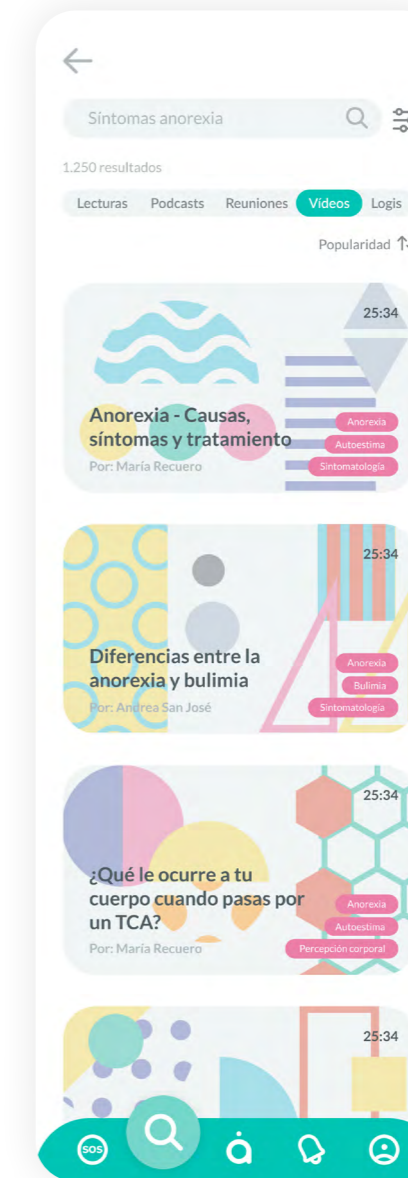 Síntomas anorexia
1.250 resultados
Lecturas Podcasts Reuniones Vídeos Logis
Popularidad
25:34
Anorexia - Causas,
síntomas y tratamiento
Por: María Recuero
Anorexia
Autoestima
Sintomatología
25:34
Diferencias entre la
anorexia y bulimia
Por: Andrea San José
Anorexia
Bulimia
Sintomatología
25:34
¿Qué le ocurre a tu
cuerpo cuando pasas por
un TCA?
Por: María Recuero
Anorexia
Autoestima
Percepción corporal
25:34
SOS